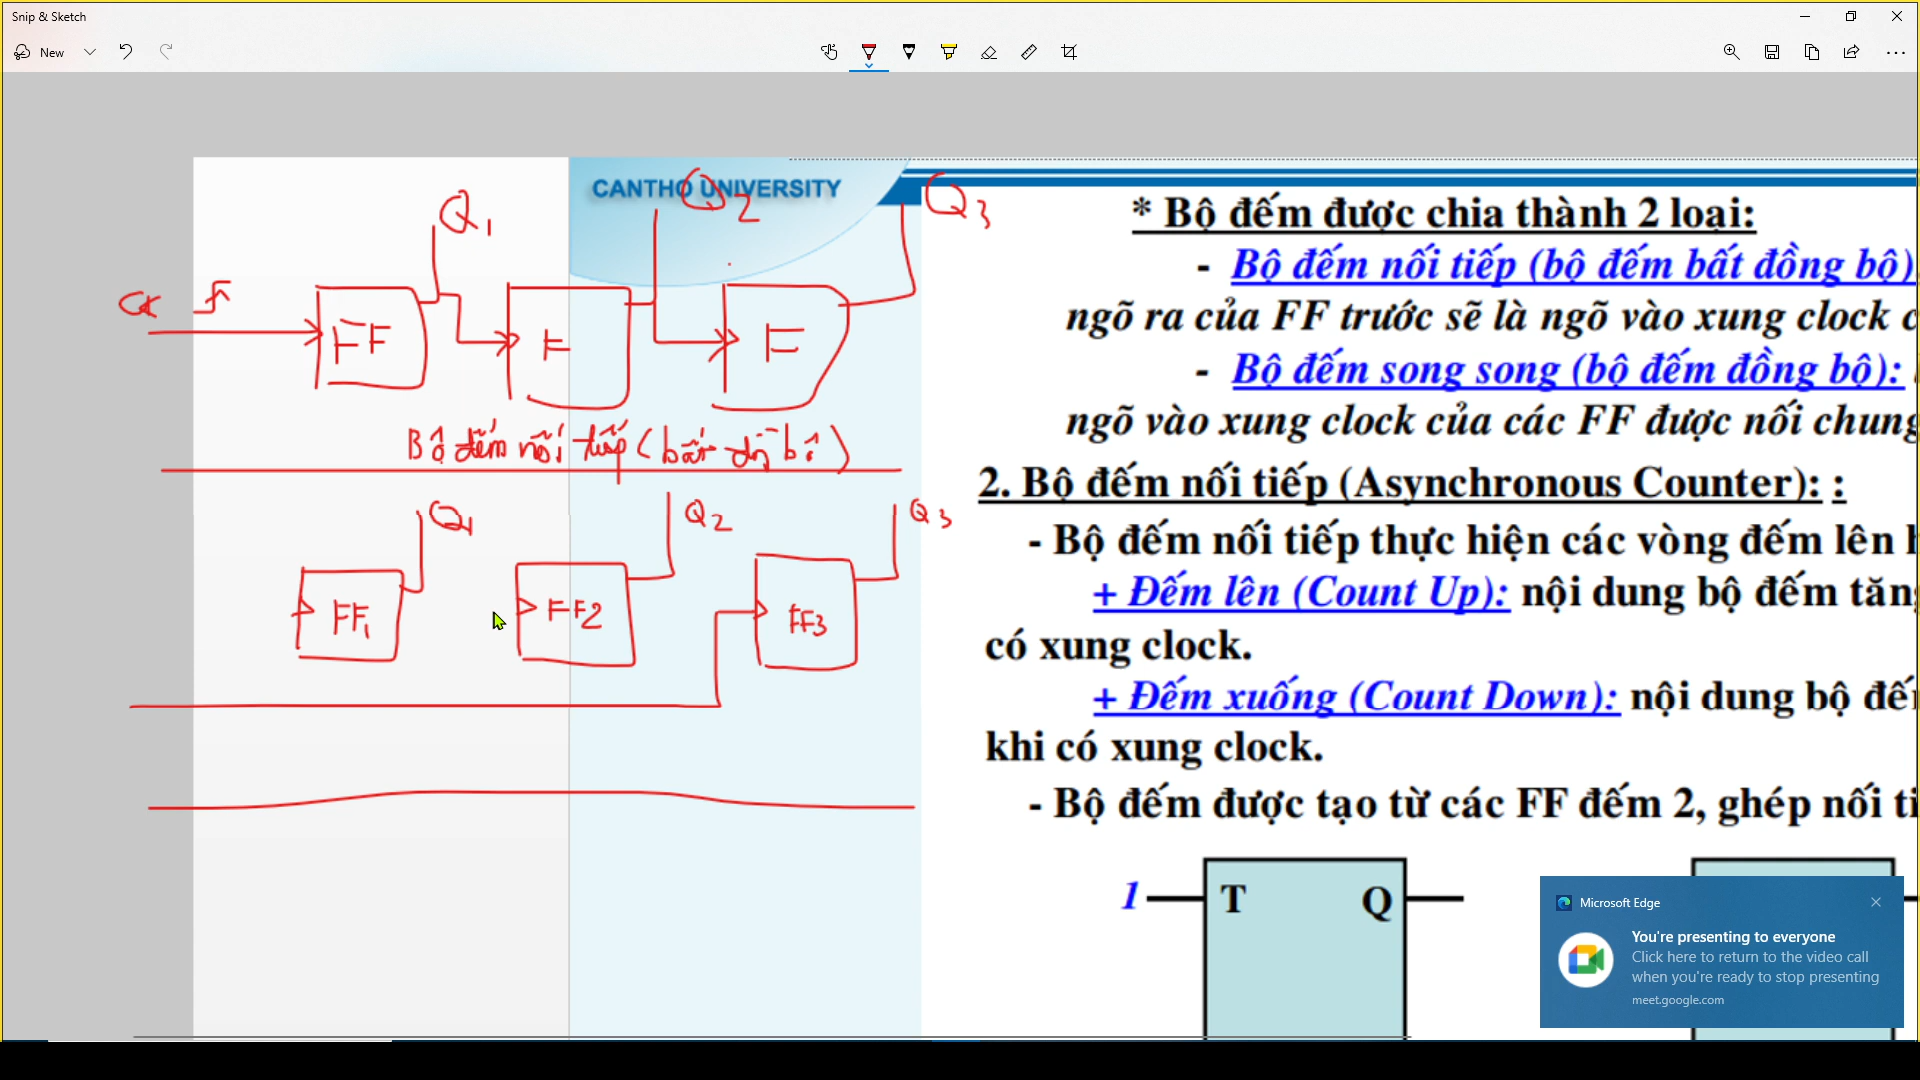 Snip & Sketch
New
CANTHO UNIVERSITY
Q1
Q2
Q3
CK
FF
F
F
Bộ đếm nối tiếp (bất độ bộ)
Q1
Q2
Q3
FF1
FF2
FF3
* Bộ đếm được chia thành 2 loại:
- Bộ đếm nối tiếp (bộ đếm bất đồng bộ)
ngõ ra của FF trước sẽ là ngõ vào xung clock c
- Bộ đếm song song (bộ đếm đồng bộ):
ngõ vào xung clock của các FF được nối chung
2. Bộ đếm nối tiếp (Asynchronous Counter): :
- Bộ đếm nối tiếp thực hiện các vòng đếm lên h
+ Đếm lên (Count Up): nội dung bộ đếm tăng
có xung clock.
+ Đếm xuống (Count Down): nội dung bộ đế
khi có xung clock.
- Bộ đếm được tạo từ các FF đếm 2, ghép nối ti
1
T Q
Microsoft Edge
You're presenting to everyone
Click here to return to the video call
when you're ready to stop presenting
meet.google.com